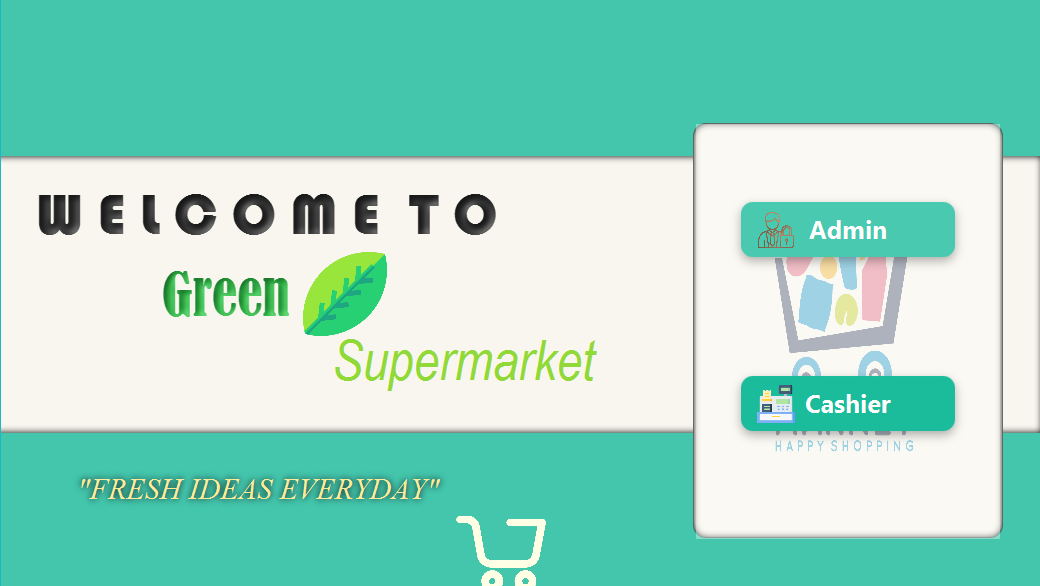 WELCOME TO
Green
Supermarket
"FRESH IDEAS EVERYDAY"
Admin
Cashier
HAPPY SHOPPING